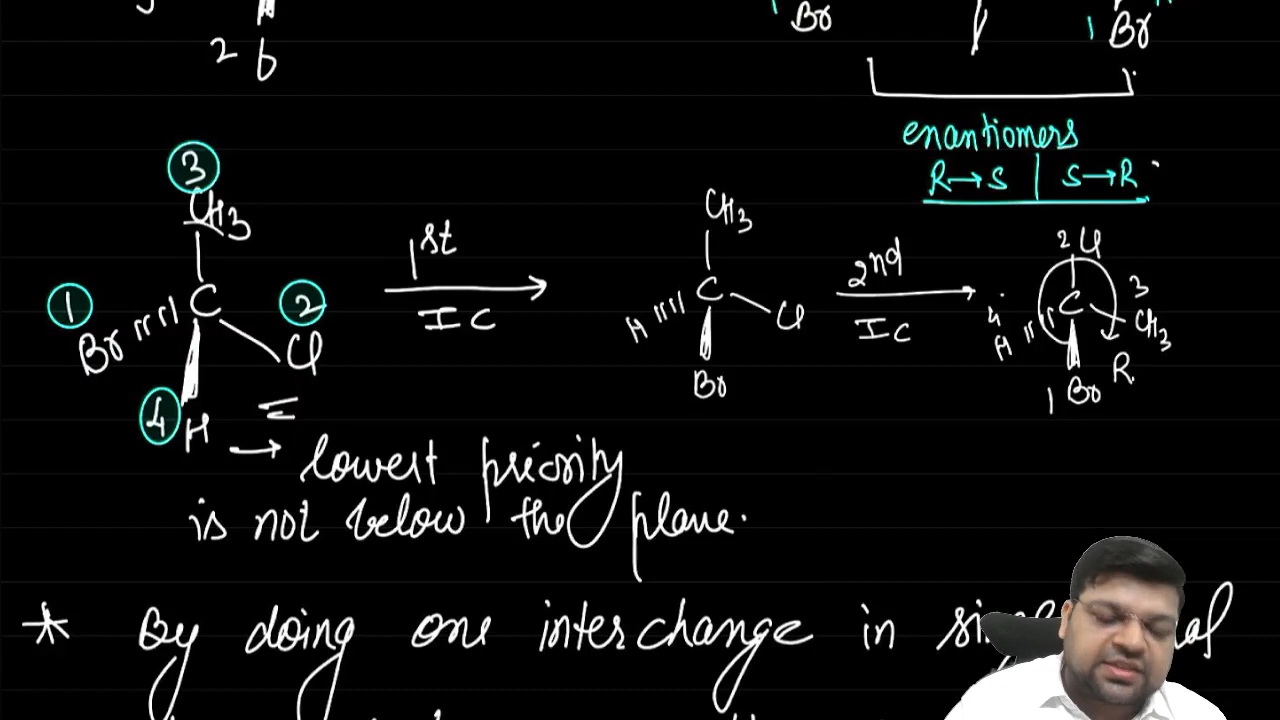 Br 1 Br
2 b
enantiomers
R→S | S→R
3
CH3
1 Br C 2 Cl
4 H
1st
IC
CH3
H C Cl
Br
2nd
IC
2 Cl
4 H C 3 CH3
1 Br R
→ lowest priority
is not below the plane.
* By doing one interchange in